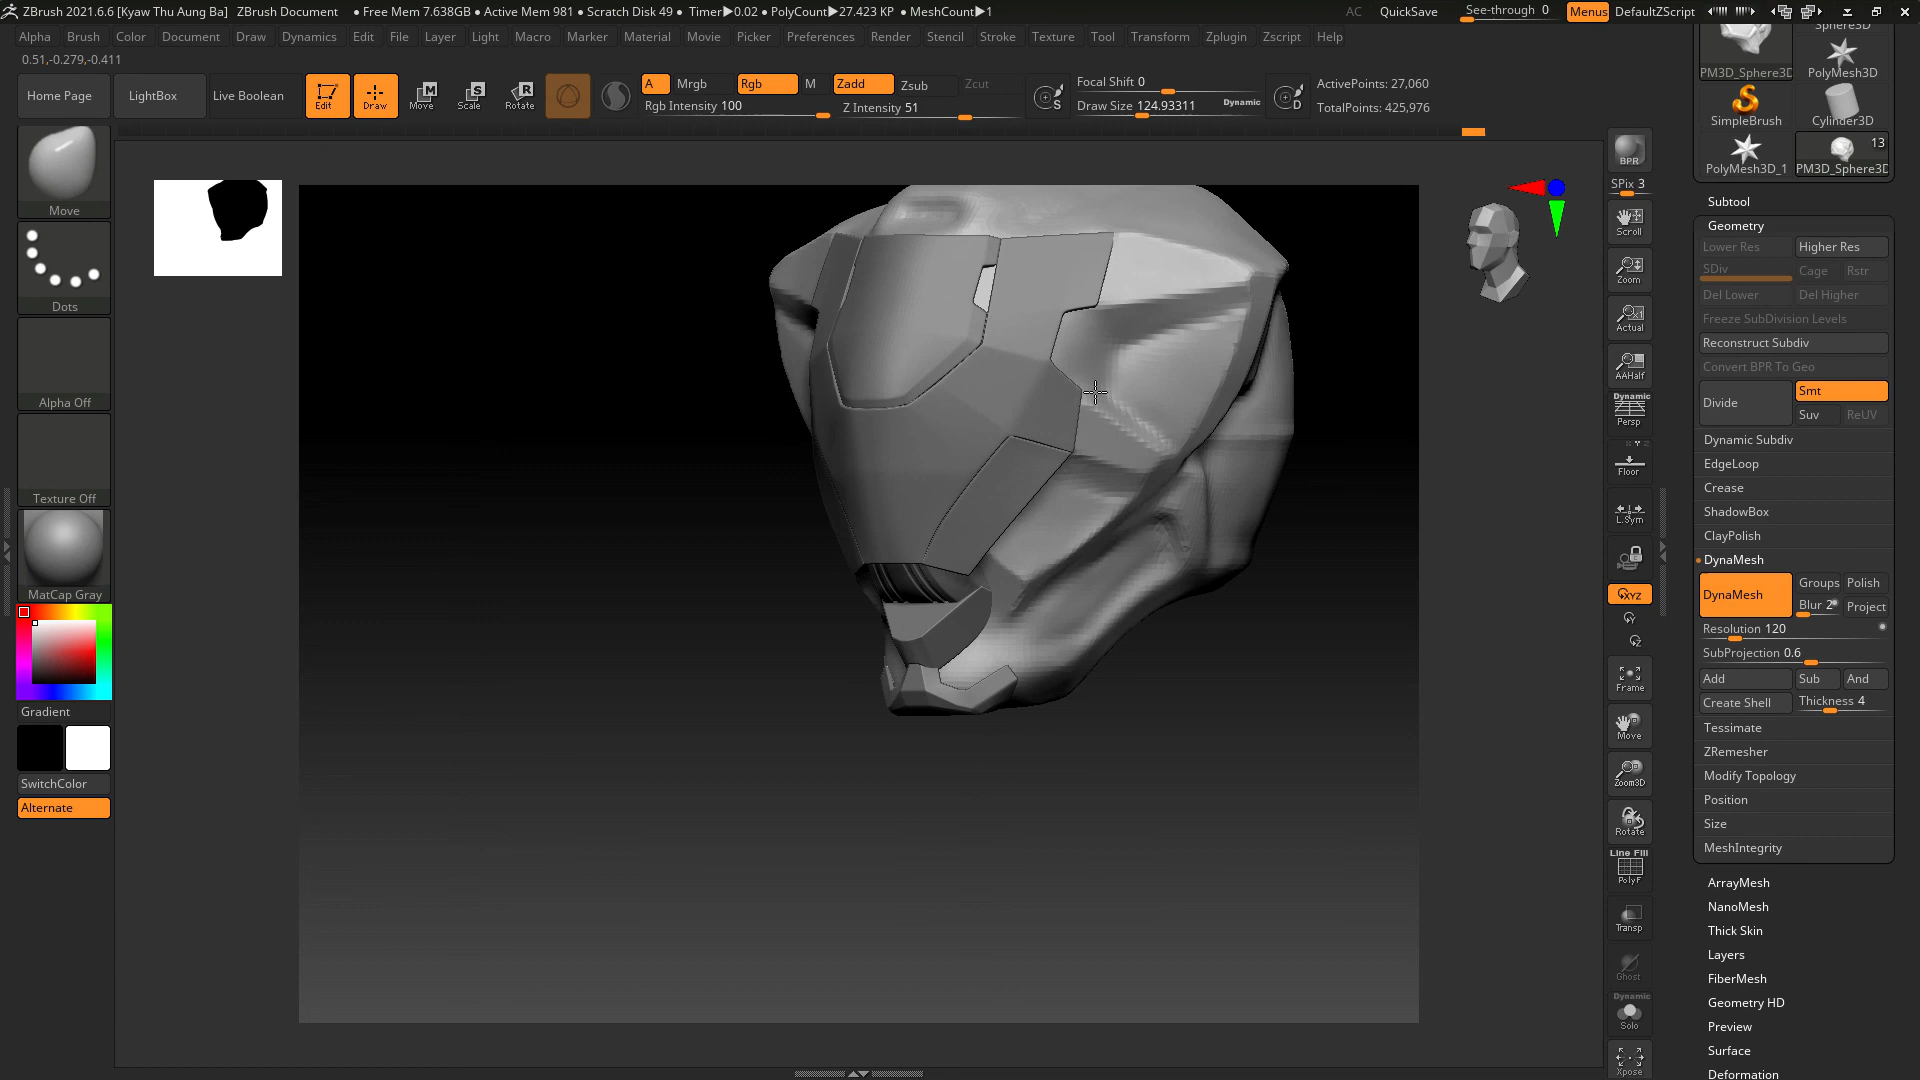 ZBrush 2021.6.6 [Kyaw Thu Aung Ba] ZBrush Document • Free Mem 7.638GB • Active Mem 981 • Scratch Disk 49 • Timer▶0.02 • PolyCount▶27.423 KP • MeshCount▶1 AC QuickSave See-through 0 Menus DefaultZScript
Alpha Brush Color Document Draw Dynamics Edit File Layer Light Macro Marker Material Movie Picker Preferences Render Stencil Stroke Texture Tool Transform Zplugin Zscript Help
0.51,-0.279,-0.411
Home Page LightBox Live Boolean Edit Draw Move Scale Rotate
A Mrgb Rgb M Zadd Zsub Zcut
Rgb Intensity 100 Z Intensity 51
S
Focal Shift 0
Draw Size 124.93311 Dynamic
D
ActivePoints: 27,060
TotalPoints: 425,976
Move
Dots
Alpha Off
Texture Off
MatCap Gray
Gradient
SwitchColor
Alternate
BPR
SPix 3
Scroll
Zoom
Actual
AAHalf
Dynamic
Persp
Floor
L.Sym
XYZ
Y
Z
Frame
Move
Zoom3D
Rotate
Line Fill
PolyF
Transp
Ghost
Dynamic
Solo
Xpose
Sphere3D
PM3D_Sphere3D PolyMesh3D
SimpleBrush Cylinder3D
13
PolyMesh3D_1 PM3D_Sphere3D
Subtool
Geometry
Lower Res Higher Res
SDiv Cage Rstr
Del Lower Del Higher
Freeze SubDivision Levels
Reconstruct Subdiv
Convert BPR To Geo
Divide Smt
Suv ReUV
Dynamic Subdiv
EdgeLoop
Crease
ShadowBox
ClayPolish
DynaMesh
DynaMesh Groups Polish
Blur 2 Project
Resolution 120
SubProjection 0.6
Add Sub And
Create Shell Thickness 4
Tessimate
ZRemesher
Modify Topology
Position
Size
MeshIntegrity
ArrayMesh
NanoMesh
Thick Skin
Layers
FiberMesh
Geometry HD
Preview
Surface
Deformation